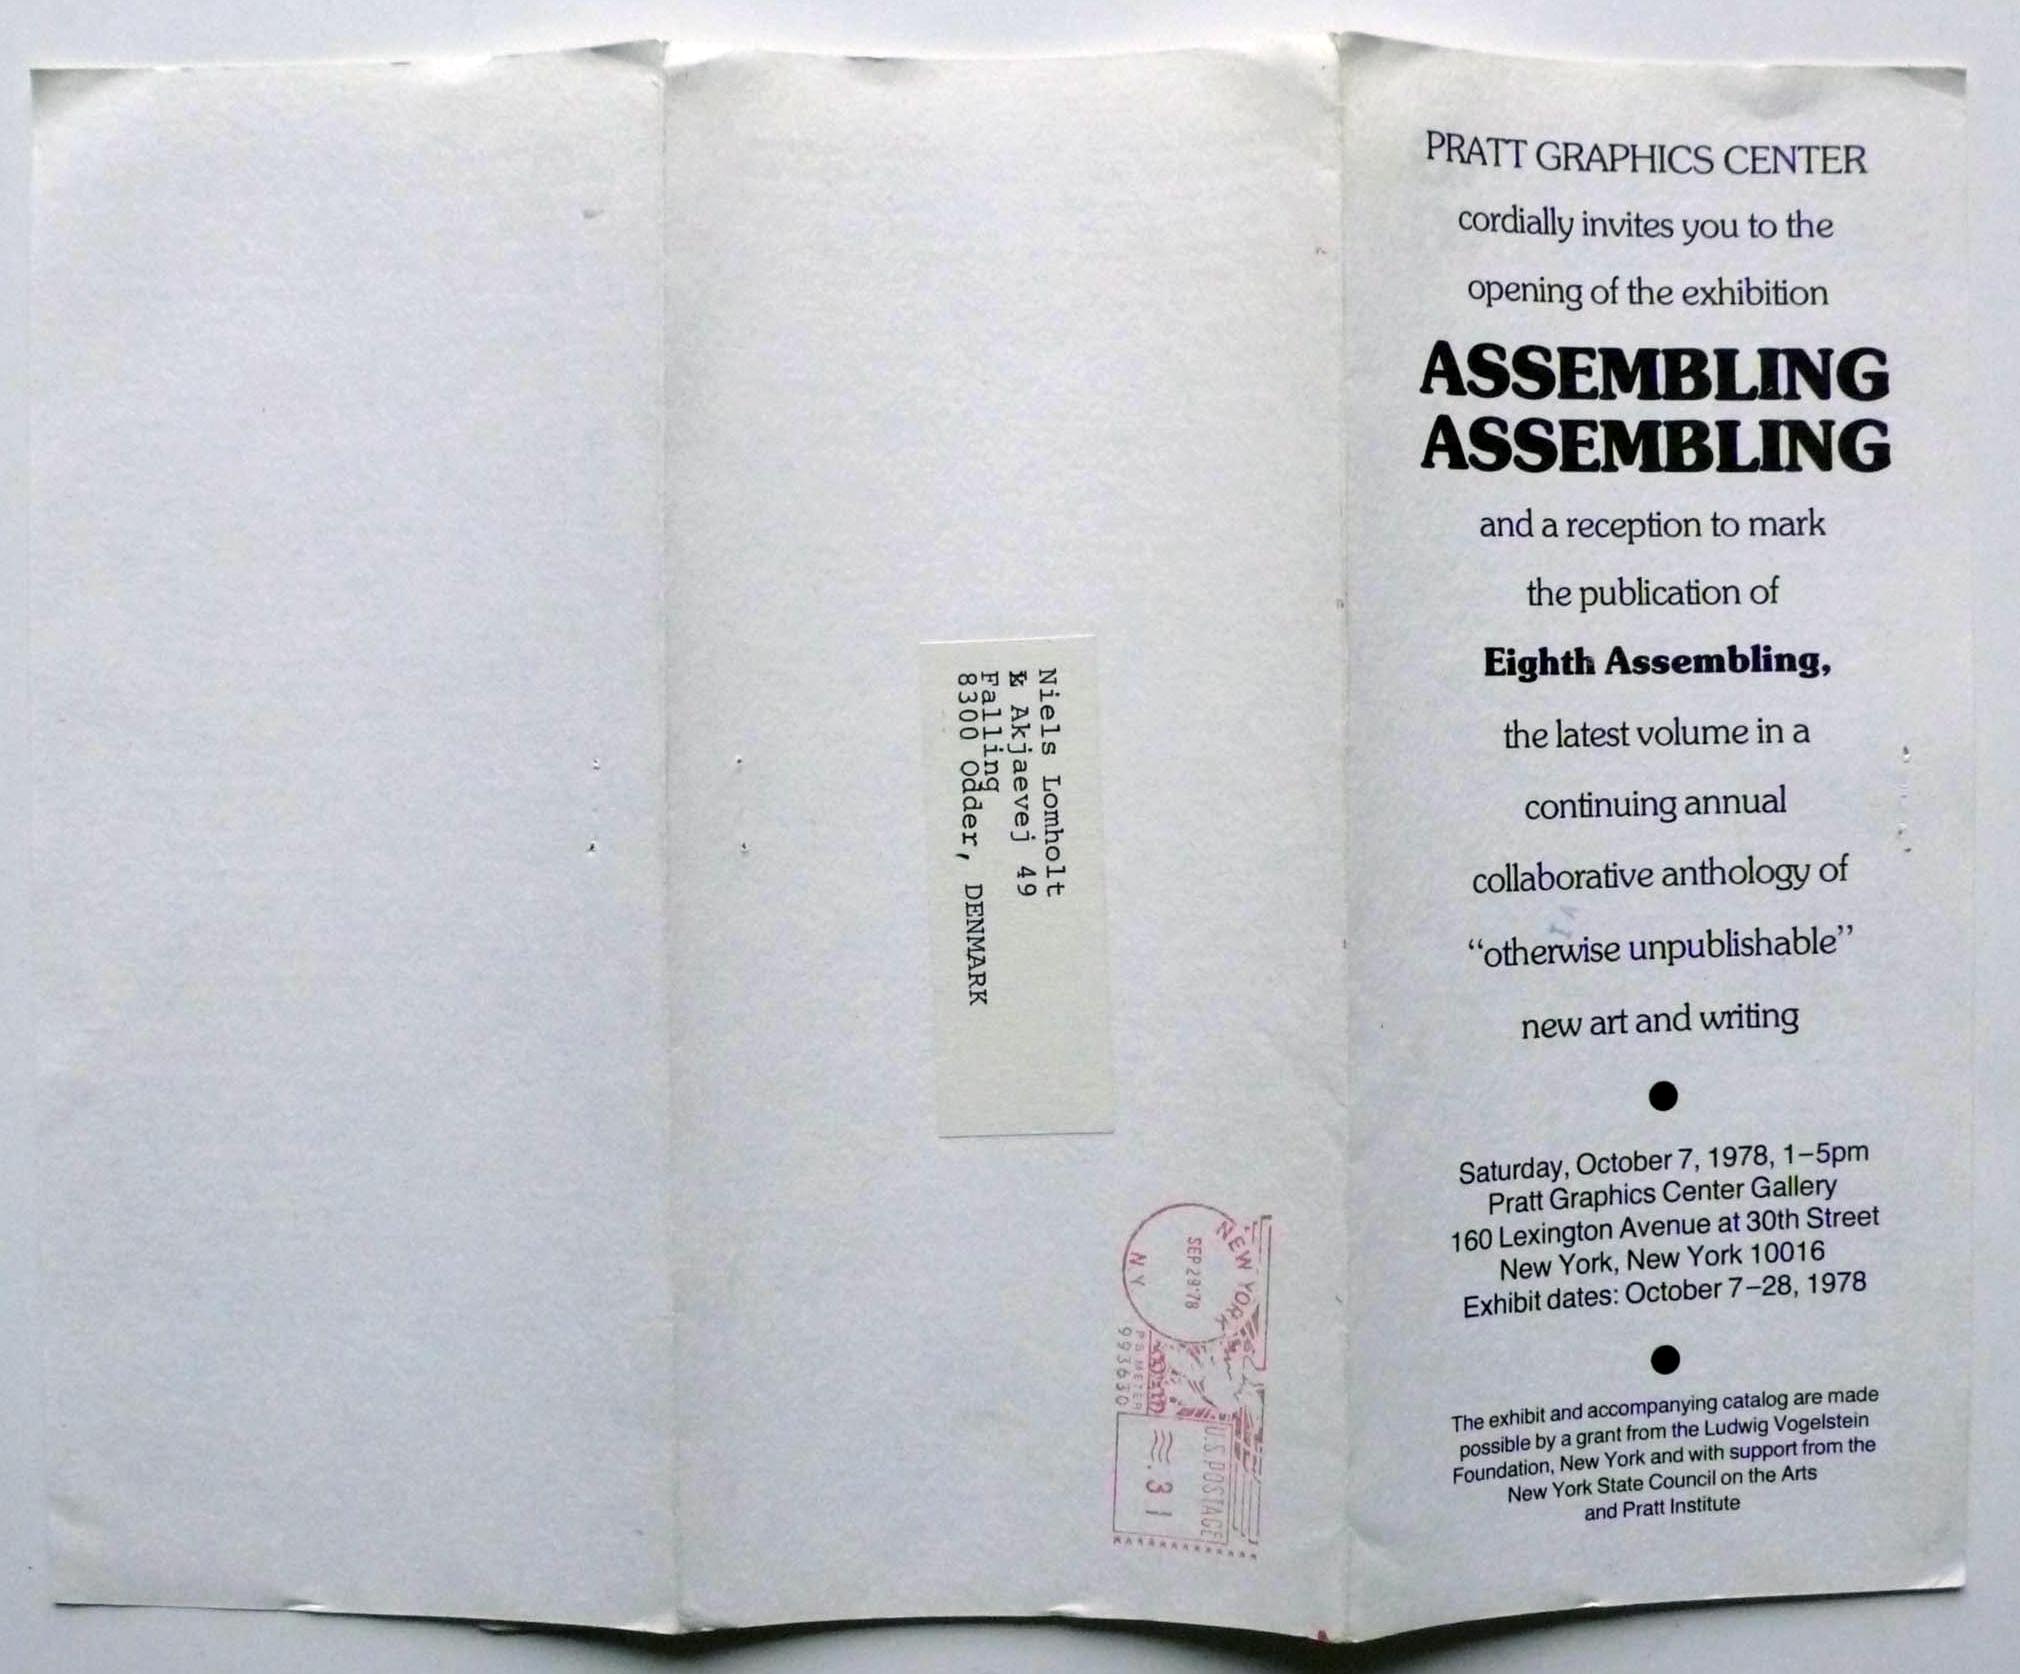 PRATT GRAPHICS CENTER
cordially invites you to the
opening of the exhibition
ASSEMBLING
ASSEMBLING
and a reception to mark
the publication of
Eighth Assembling,
the latest volume in a
continuing annual
collaborative anthology of
“otherwise unpublishable”
new art and writing
●
Saturday, October 7, 1978, 1–5pm
Pratt Graphics Center Gallery
160 Lexington Avenue at 30th Street
New York, New York 10016
Exhibit dates: October 7–28, 1978
●
The exhibit and accompanying catalog are made
possible by a grant from the Ludwig Vogelstein
Foundation, New York and with support from the
New York State Council on the Arts
and Pratt Institute
Niels Lomholt
Akjaevej 49
Falling
8300 Odder, DENMARK
NEW YORK
SEP 29 '78
N.Y.
P.B. METER
993630
U.S. POSTAGE
.31